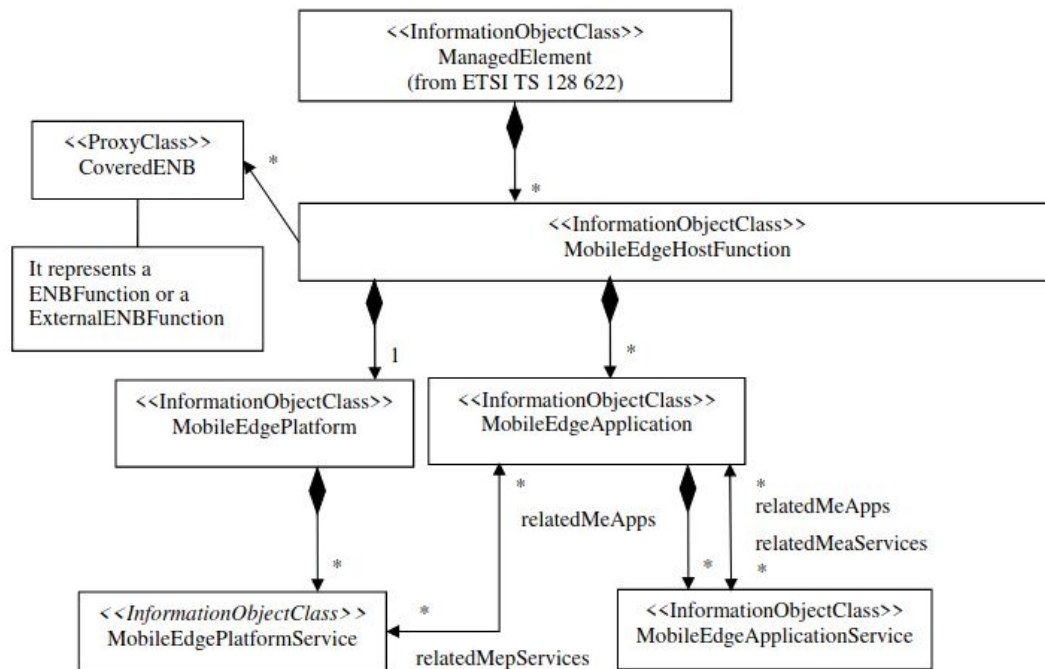 <<InformationObjectClass>>
ManagedElement
(from ETSI TS 128 622)
<<ProxyClass>>
CoveredENB
*
*
<<InformationObjectClass>>
MobileEdgeHostFunction
It represents a
ENBFunction or a
ExternalENBFunction
1
*
<<InformationObjectClass>>
MobileEdgePlatform
<<InformationObjectClass>>
MobileEdgeApplication
*
relatedMeApps
*
relatedMeApps
relatedMeaServices
*
*
*
<<InformationObjectClass>>
MobileEdgePlatformService
*
relatedMepServices
<<InformationObjectClass>>
MobileEdgeApplicationService